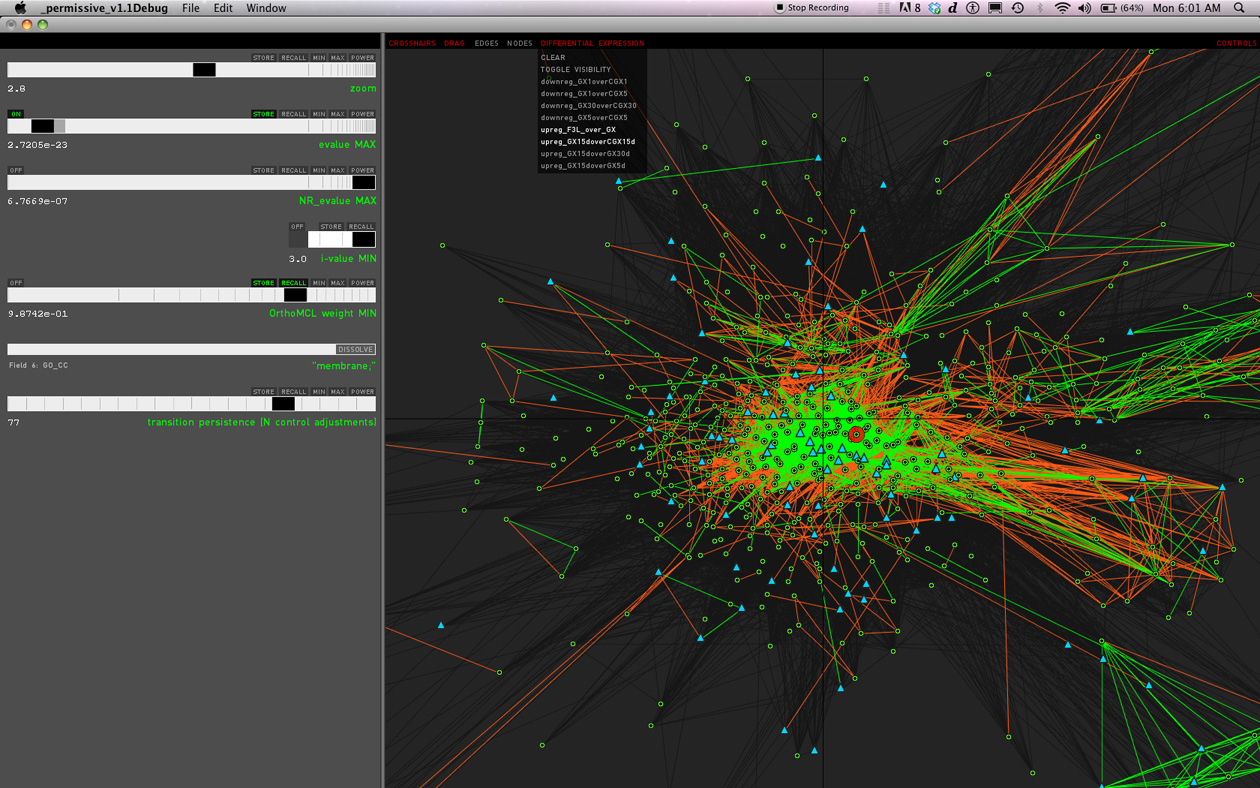 _permissive_v1.1Debug File Edit Window Stop Recording 8 d (64%) Mon 6:01 AM
CROSSHAIRS DRAG EDGES NODES DIFFERENTIAL EXPRESSION CONTROLS
CLEAR
TOGGLE VISIBILITY
downreg_GX1overCGX1
downreg_GX1overCGX5
downreg_GX30overCGX30
downreg_GX5overCGX5
upreg_F3L_over_GX
upreg_GX15doverCGX15d
upreg_GX15doverGX30d
upreg_GX15doverGX5d
STORE RECALL MIN MAX POWER
2.0 zoom
ON STORE RECALL MIN MAX POWER
2.7205e-23 evalue MAX
OFF STORE RECALL MIN MAX POWER
6.7669e-07 NR_evalue MAX
OFF STORE RECALL
3.0 i-value MIN
OFF STORE RECALL MIN MAX POWER
9.8742e-01 OrthoMCL weight MIN
DISSOLVE
Field 6: GO_CC "membrane;"
STORE RECALL MIN MAX POWER
77 transition persistence (N control adjustments)